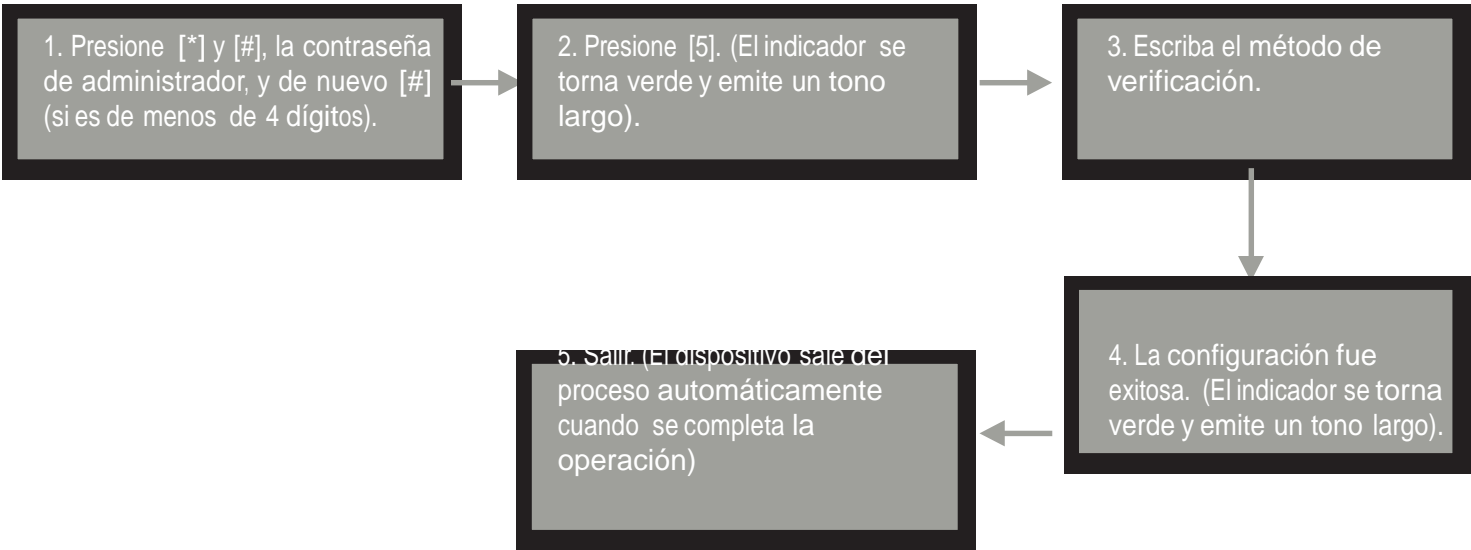 1. Presione [*] y [#], la contraseña
de administrador, y de nuevo [#]
(si es de menos de 4 dígitos).
2. Presione [5]. (El indicador se
torna verde y emite un tono
largo).
3. Escriba el método de
verificación.
4. La configuración fue
exitosa. (El indicador se torna
verde y emite un tono largo).
5. Salir. (El dispositivo sale del
proceso automáticamente
cuando se completa la
operación)